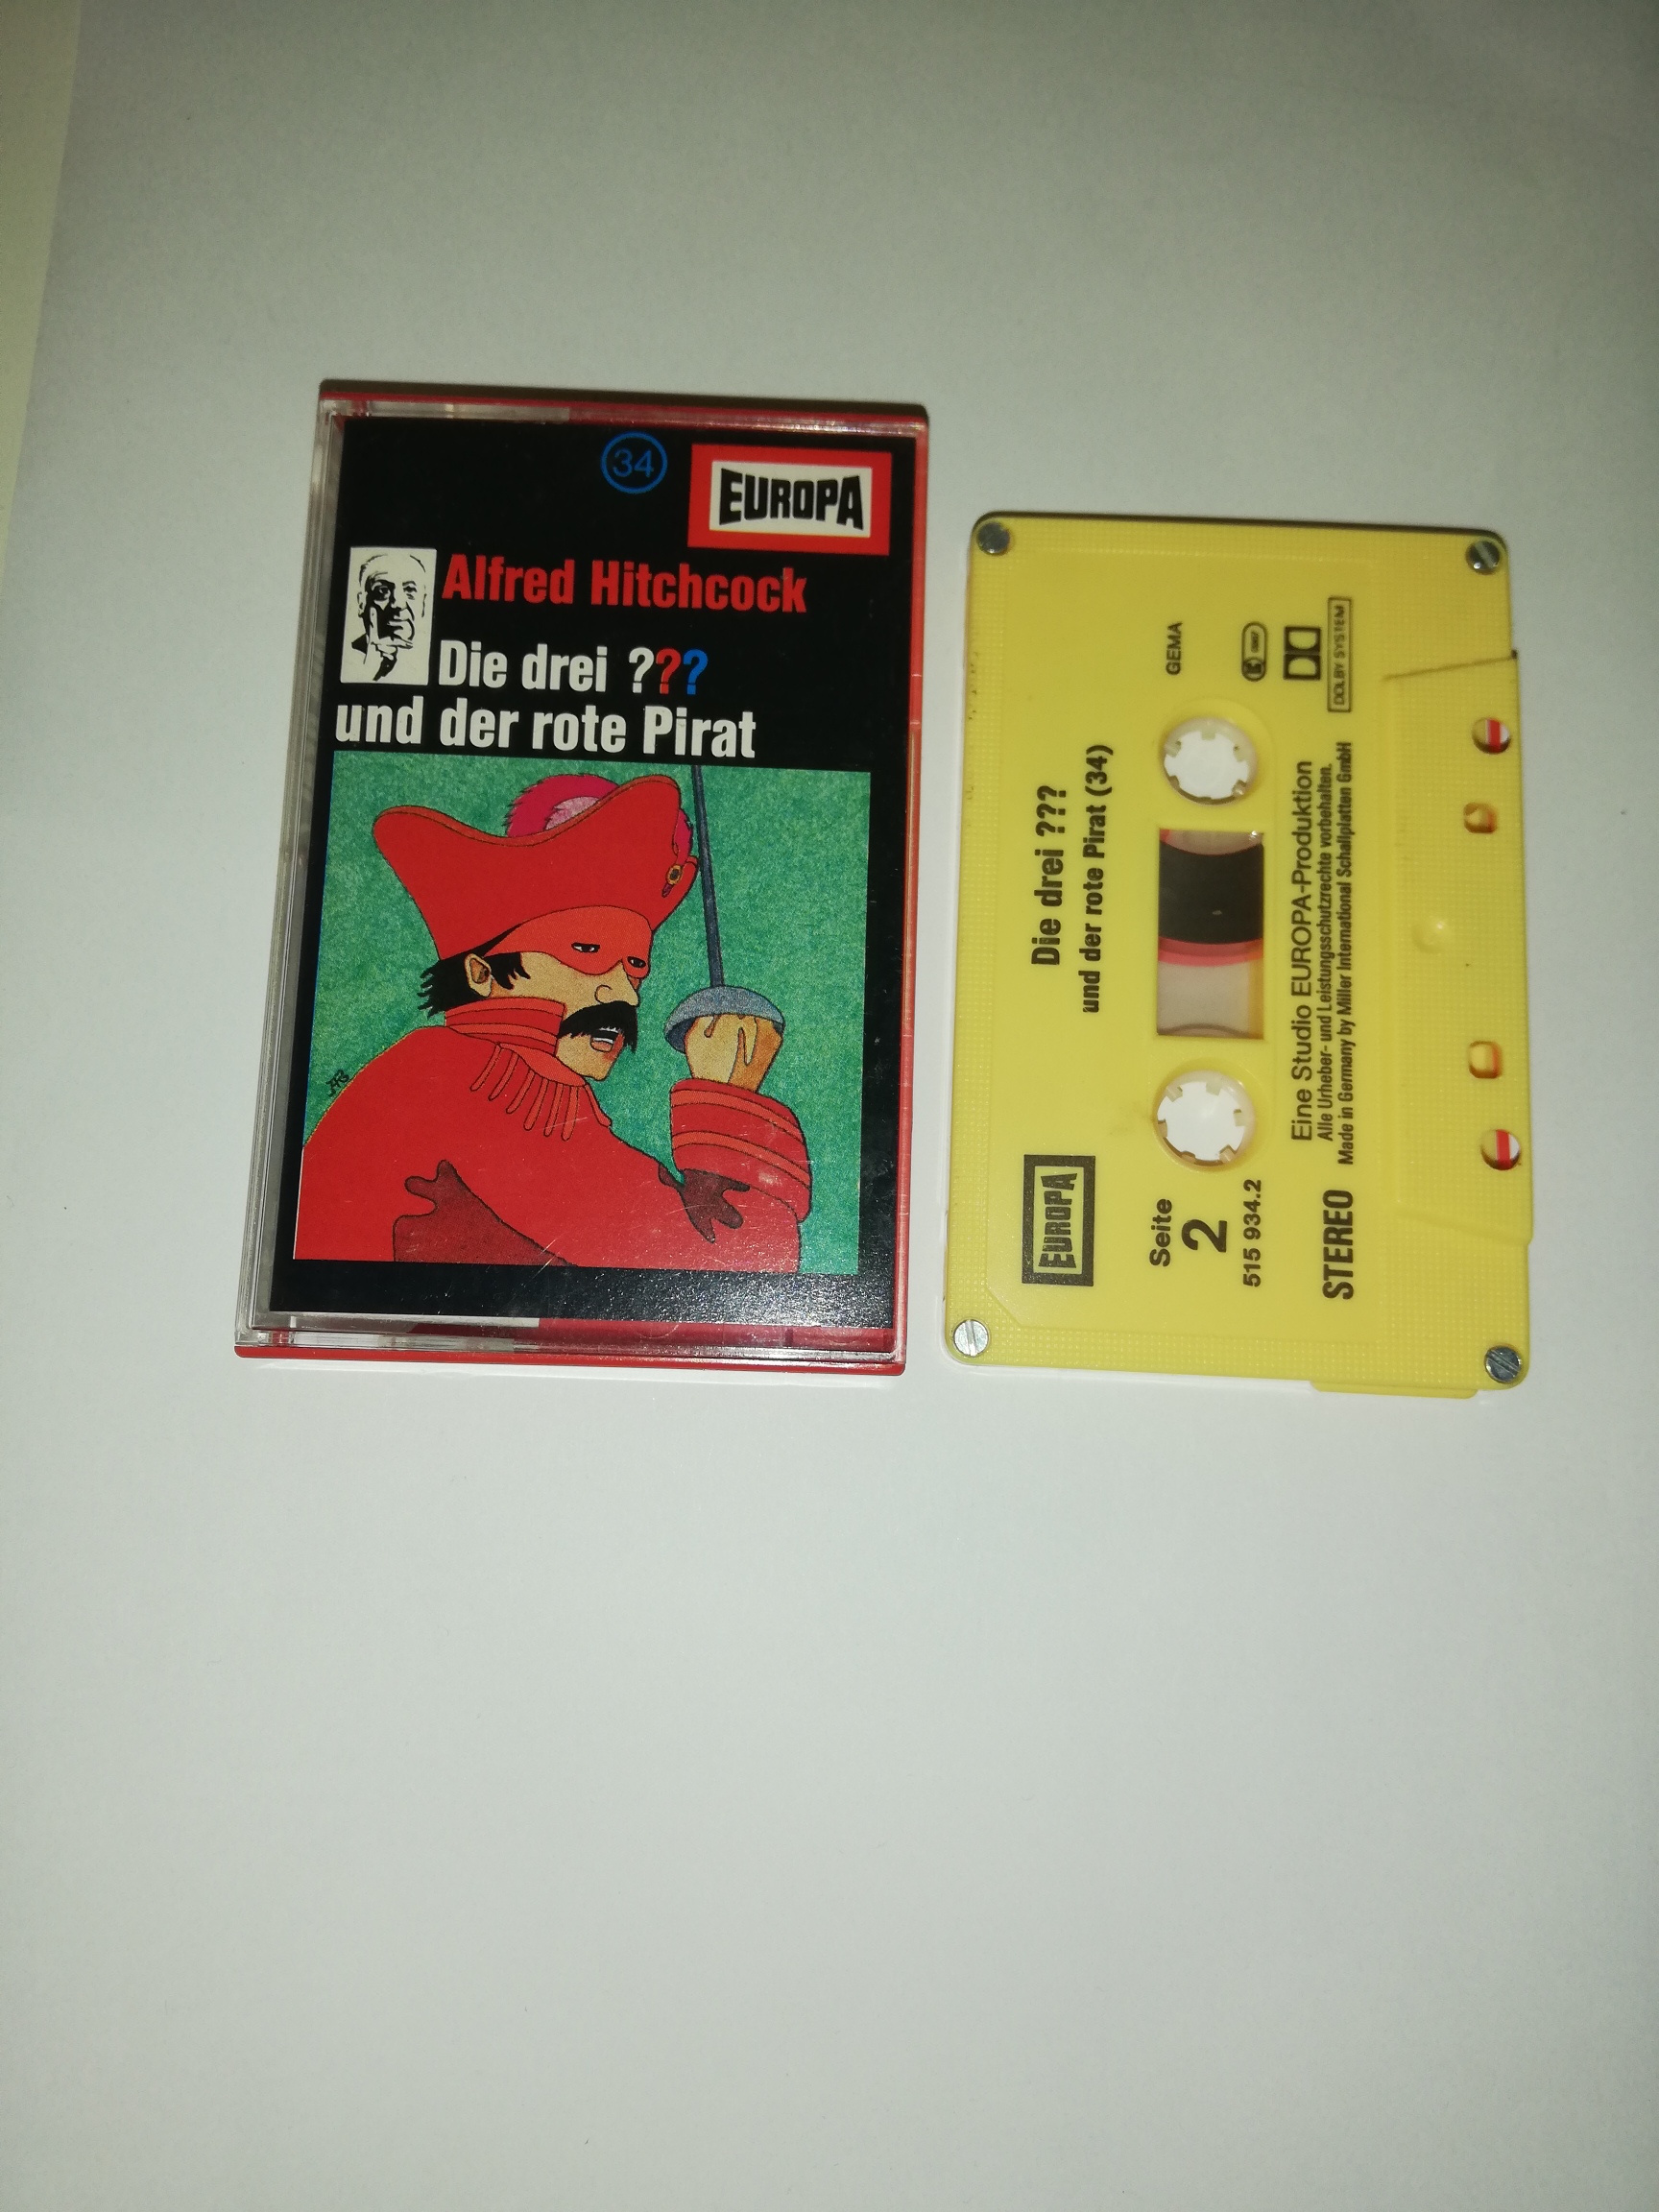 34
EUROPA
Alfred Hitchcock
Die drei ???
und der rote Pirat
EUROPA
Die drei ???
und der rote Pirat (34)
Seite
2
515 934.2
GEMA
STEREO
Eine Studio EUROPA-Produktion
Alle Urheber- und Leistungsschutzrechte vorbehalten.
Made in Germany by Miller International Schallplatten GmbH
DOLBY SYSTEM